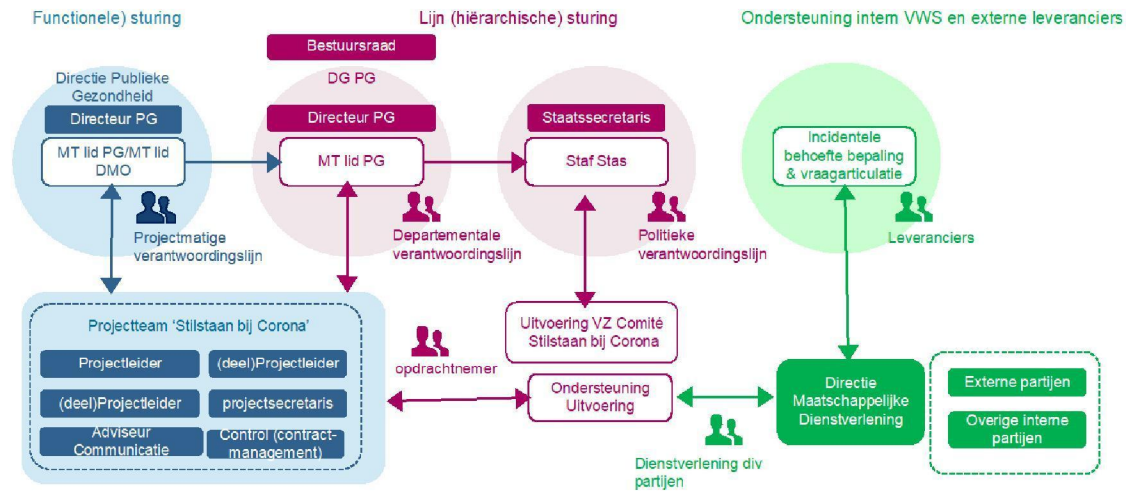 Functionele) sturing
Lijn (hiërarchische) sturing
Ondersteuning intern VWS en externe leveranciers
Bestuursraad
DG PG
Directie Publieke
Gezondheid
Directeur PG
MT lid PG/MT lid
DMO
Directeur PG
MT lid PG
Staatssecretaris
Staf Stas
Incidentele
behoefte bepaling
& vraagarticulatie
Projectmatige
verantwoordingslijn
Departementale
verantwoordingslijn
Politieke
verantwoordingslijn
Leveranciers
Projectteam 'Stilstaan bij Corona'
Projectleider
(deel)Projectleider
(deel)Projectleider
projectsecretaris
Adviseur
Communicatie
Control (contract-
management)
opdrachtnemer
Uitvoering VZ Comité
Stilstaan bij Corona
Ondersteuning
Uitvoering
Dienstverlening div
partijen
Directie
Maatschappelijke
Dienstverlening
Externe partijen
Overige interne
partijen